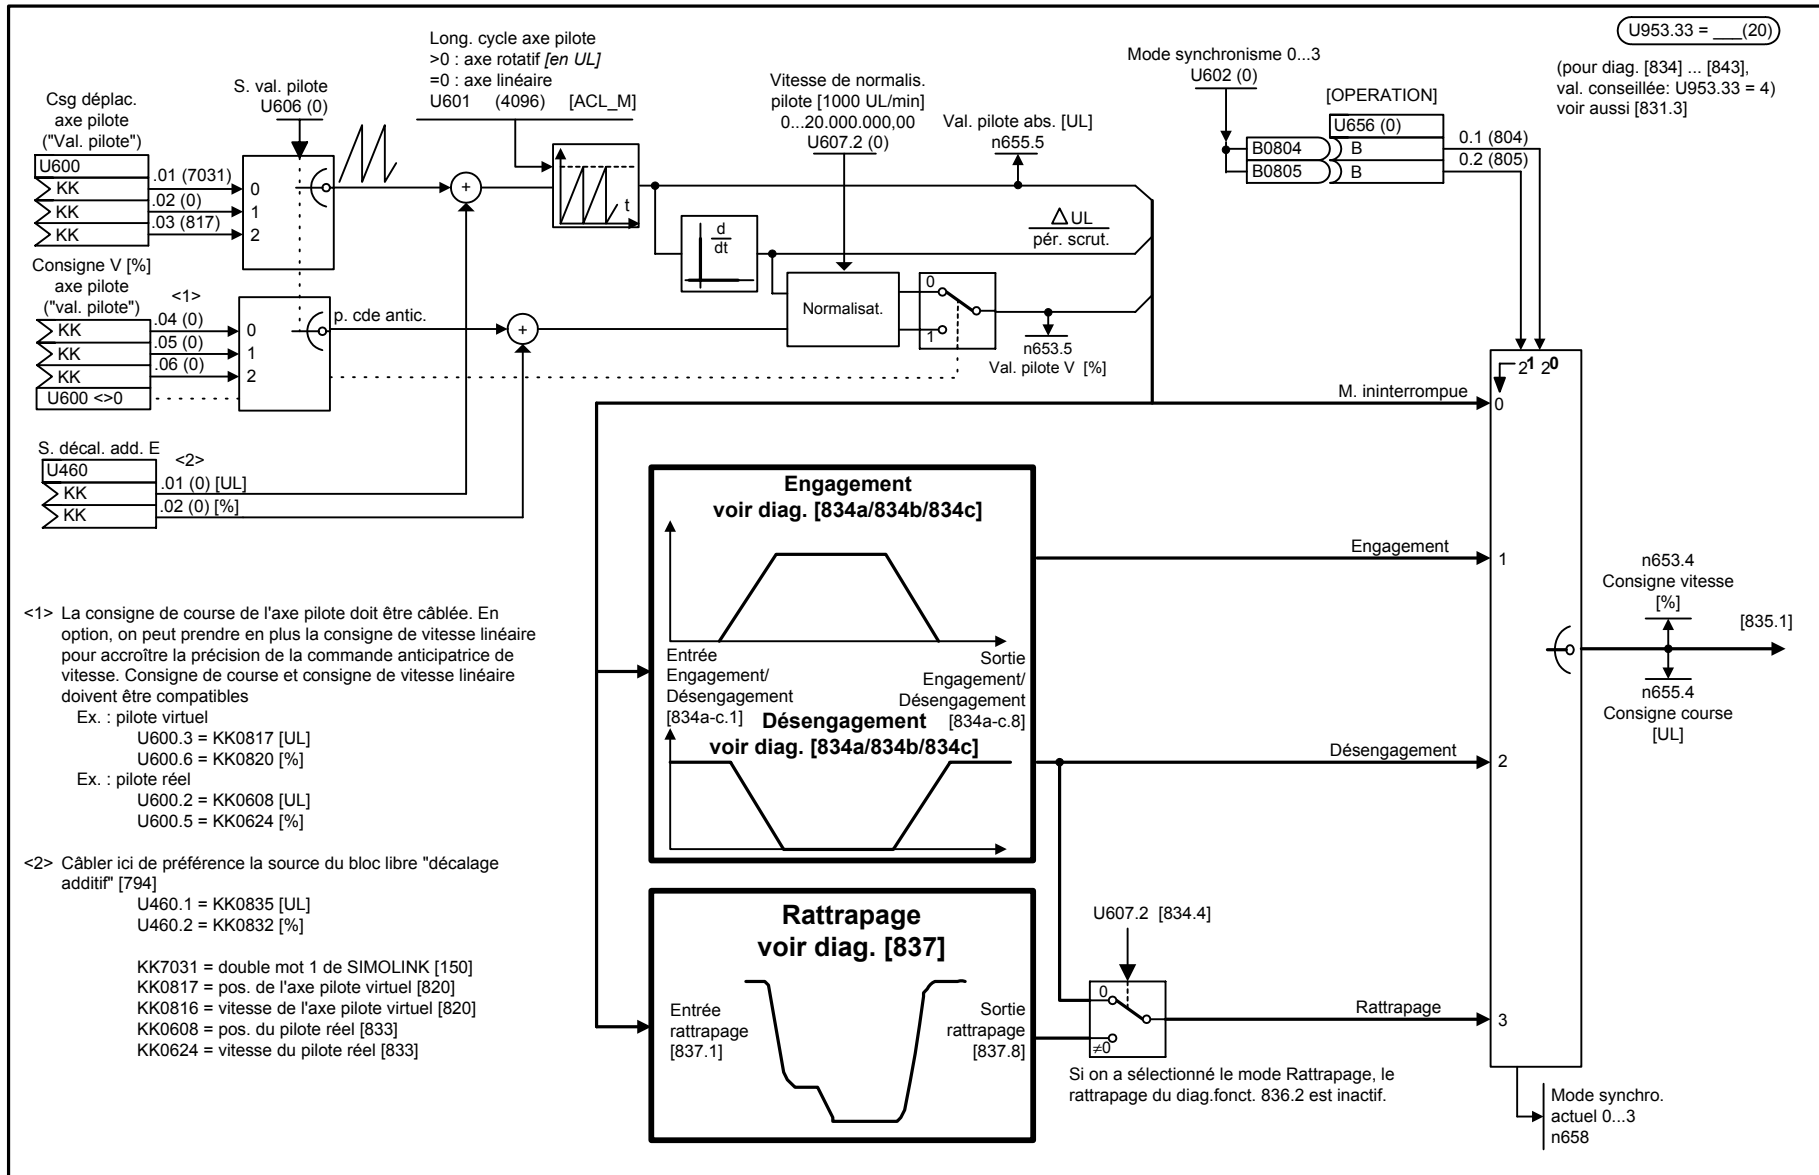 U953.33 = ___(20)
(pour diag. [834] ... [843],
val. conseillée: U953.33 = 4)
voir aussi [831.3]
Long. cycle axe pilote
>0 : axe rotatif [en UL]
=0 : axe linéaire
U601 (4096) [ACL_M]
S. val. pilote
U606 (0)
Csg déplac.
axe pilote
("Val. pilote")
U600
KK .01 (7031) 0
KK .02 (0) 1
KK .03 (817) 2
t
Vitesse de normalis.
pilote [1000 UL/min]
0...20.000.000,00
U607.2 (0)
Val. pilote abs. [UL]
n655.5
Mode synchronisme 0...3
U602 (0)
[OPERATION]
U656 (0)
B0804 B 0.1 (804)
B0805 B 0.2 (805)
d
dt
△ UL
pér. scrut.
Consigne V [%]
axe pilote
("val. pilote")
<1>
KK .04 (0) 0
KK .05 (0) 1
KK .06 (0) 2
U600 <>0
p. cde antic.
Normalisat.
0
1
n653.5
Val. pilote V [%]
S. décal. add. E
U460
<2>
KK .01 (0) [UL]
KK .02 (0) [%]
2¹ 2⁰
M. ininterrompue 0
Engagement
voir diag. [834a/834b/834c]
Entrée
Engagement/
Désengagement
[834a-c.1]
Sortie
Engagement/
Désengagement
[834a-c.8]
Engagement 1
Désengagement
voir diag. [834a/834b/834c]
Désengagement 2
n653.4
Consigne vitesse
[%]
[835.1]
n655.4
Consigne course
[UL]
<1> La consigne de course de l'axe pilote doit être câblée. En
option, on peut prendre en plus la consigne de vitesse linéaire
pour accroître la précision de la commande anticipatrice de
vitesse. Consigne de course et consigne de vitesse linéaire
doivent être compatibles
Ex. : pilote virtuel
U600.3 = KK0817 [UL]
U600.6 = KK0820 [%]
Ex. : pilote réel
U600.2 = KK0608 [UL]
U600.5 = KK0624 [%]
<2> Câbler ici de préférence la source du bloc libre "décalage
additif" [794]
U460.1 = KK0835 [UL]
U460.2 = KK0832 [%]
KK7031 = double mot 1 de SIMOLINK [150]
KK0817 = pos. de l'axe pilote virtuel [820]
KK0816 = vitesse de l'axe pilote virtuel [820]
KK0608 = pos. du pilote réel [833]
KK0624 = vitesse du pilote réel [833]
Rattrapage
voir diag. [837]
Entrée
rattrapage
[837.1]
Sortie
rattrapage
[837.8]
U607.2 [834.4]
0
≠0
Rattrapage 3
Si on a sélectionné le mode Rattrapage, le
rattrapage du diag.fonct. 836.2 est inactif.
Mode synchro.
actuel 0...3
n658